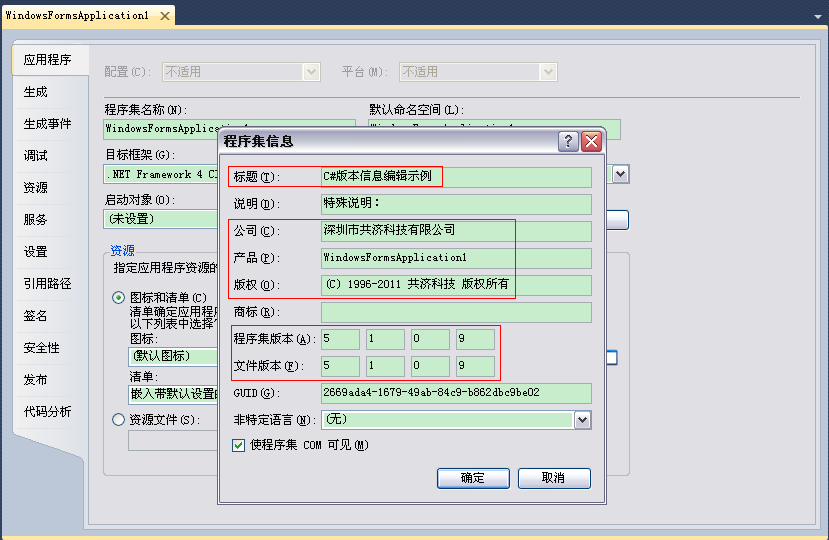 WindowsFormsApplication1
应用程序
生成
生成事件
调试
资源
服务
设置
引用路径
签名
安全性
发布
代码分析
配置(C): 不适用 平台(M): 不适用
程序集名称(N): 默认命名空间(L):
WindowsFormsApplication1
目标框架(G):
.NET Framework 4 Cl
启动对象(O):
(未设置)
资源
指定应用程序资源的
图标和清单(C)
清单确定应用程序
以下列表中选择
图标:
(默认图标)
清单:
嵌入带默认设置的
资源文件(S):
程序集信息
标题(T): C#版本信息编辑示例
说明(D): 特殊说明:
公司(C): 深圳市共济科技有限公司
产品(P): WindowsFormsApplication1
版权(O): (C) 1996-2011 共济科技 版权所有
商标(R):
程序集版本(A): 5 1 0 9
文件版本(F): 5 1 0 9
GUID(G): 2669ada4-1679-49ab-84c9-b862dbc9be02
非特定语言(N): (无)
使程序集 COM 可见(M)
确定 取消